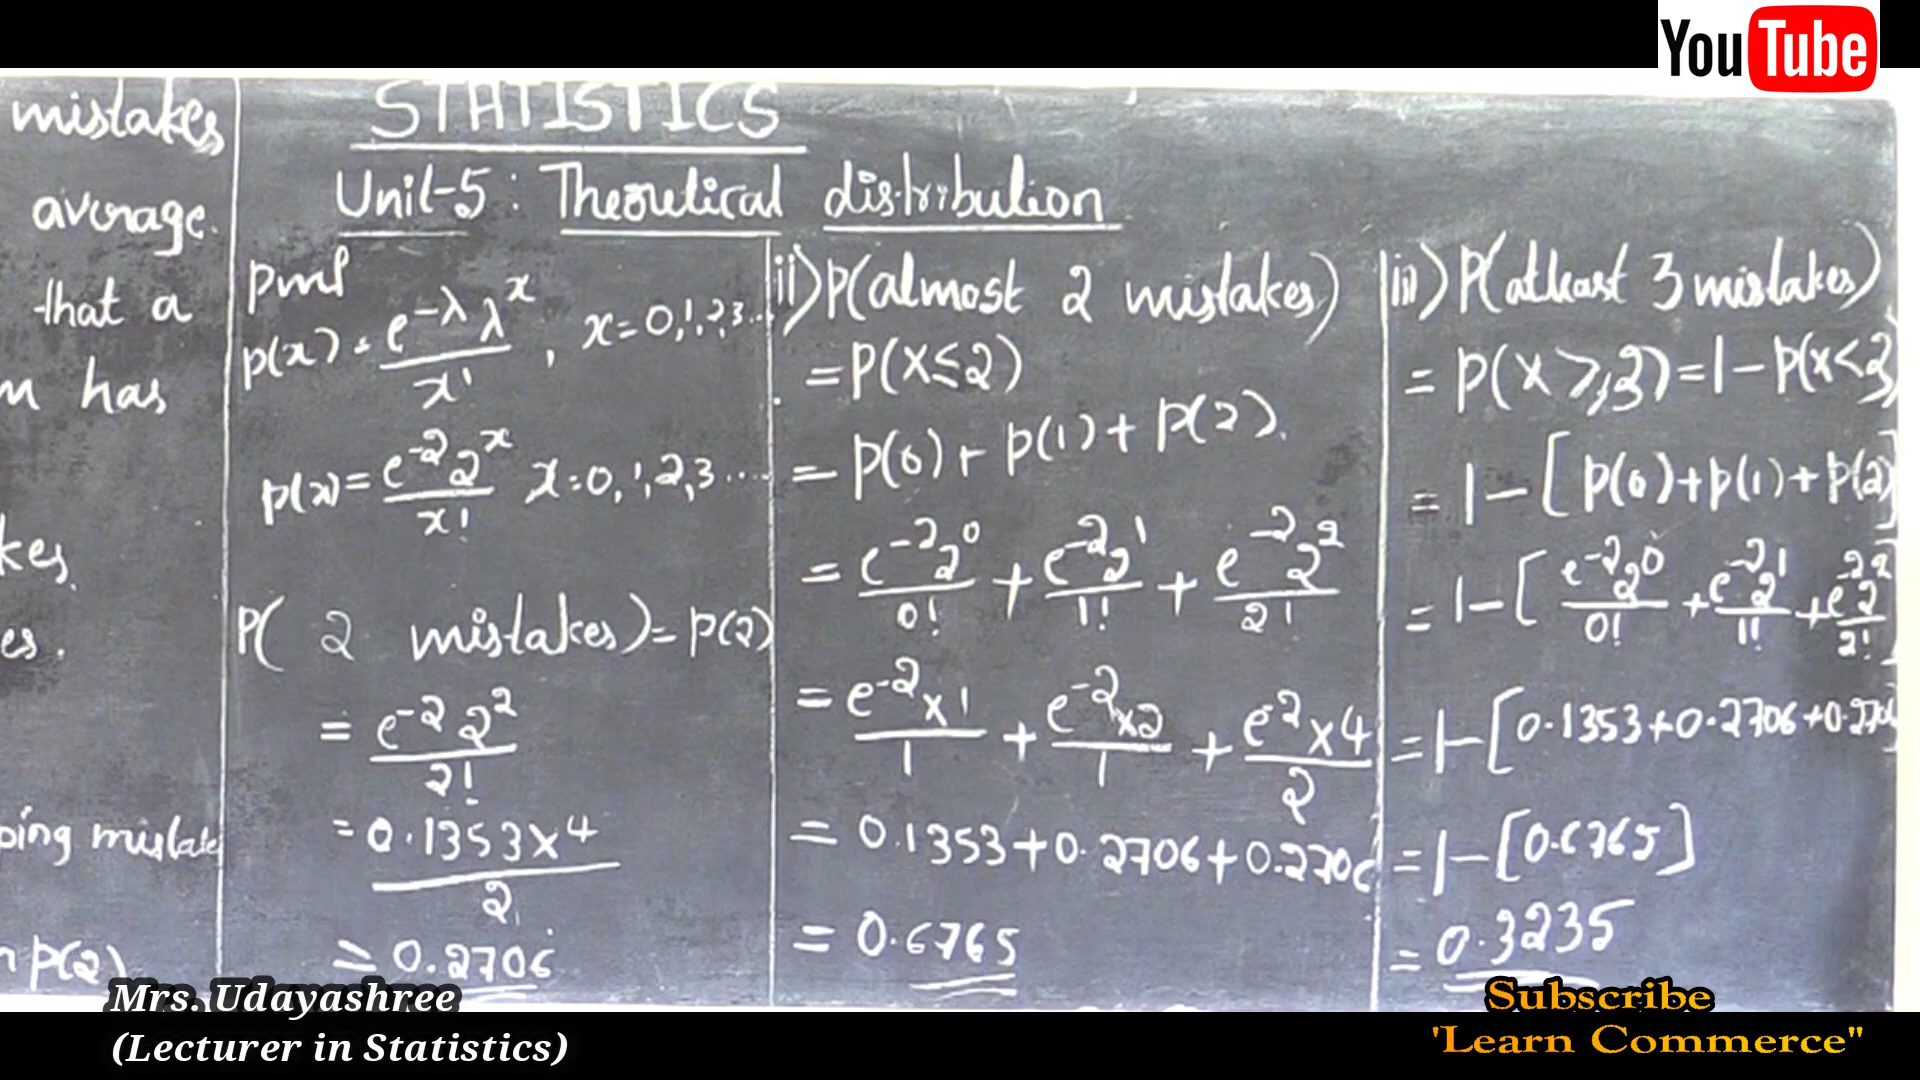 YouTube
mistakes
average.
that a
m has
kes.
es.
ping mistake
n p(2)
STATISTICS
Unit-5 : Theoretical distribution
pmf
p(x) = e^-λ λ^x / x! , x = 0,1,2,3...
p(x) = e^-2 2^x / x! x = 0,1,2,3....
P( 2 mistakes) = p(2)
= e^-2 2^2 / 2!
= 0.1353 x 4 / 2
= 0.2706
ii) P(almost 2 mistakes)
= P(X ≤ 2)
= p(0) + p(1) + p(2).
= e^-2 2^0 / 0! + e^-2 2^1 / 1! + e^-2 2^2 / 2!
= e^-2 x 1 / 1 + e^-2 x 2 / 1 + e^-2 x 4 / 2
= 0.1353 + 0.2706 + 0.2706
= 0.6765
iii) P(atleast 3 mistakes)
= P(X ≥ 3) = 1 - P(X < 3)
= 1 - [p(0) + p(1) + p(2)]
= 1 - [e^-2 2^0 / 0! + e^-2 2^1 / 1! + e^-2 2^2 / 2!]
= 1 - [0.1353 + 0.2706 + 0.2706]
= 1 - [0.6765]
= 0.3235
Mrs. Udayashree
(Lecturer in Statistics)
Subscribe
'Learn Commerce"